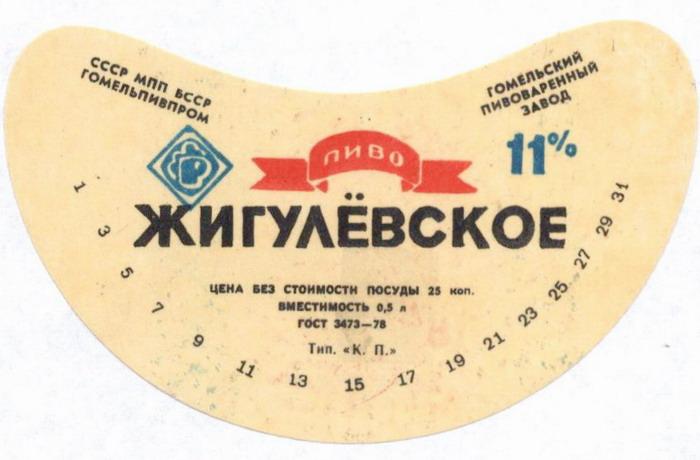 СССР МПП БССР
ГОМЕЛЬПИВПРОМ
ГОМЕЛЬСКИЙ
ПИВОВАРЕННЫЙ
ЗАВОД
ПИВО
11%
ЖИГУЛЁВСКОЕ
ЦЕНА БЕЗ СТОИМОСТИ ПОСУДЫ 25 коп.
ВМЕСТИМОСТЬ 0,5 л
ГОСТ 3473—78
Тип. «К. П.»
1 3 5 7 9 11 13 15 17 19 21 23 25 27 29 31